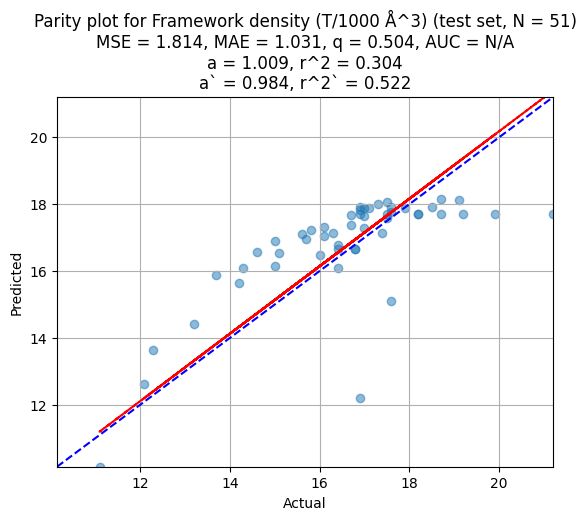 Parity plot for Framework density (T/1000 Å^3) (test set, N = 51)
MSE = 1.814, MAE = 1.031, q = 0.504, AUC = N/A
a = 1.009, r^2 = 0.304
a` = 0.984, r^2` = 0.522
20
18
16
14
12
Predicted
12 14 16 18 20
Actual